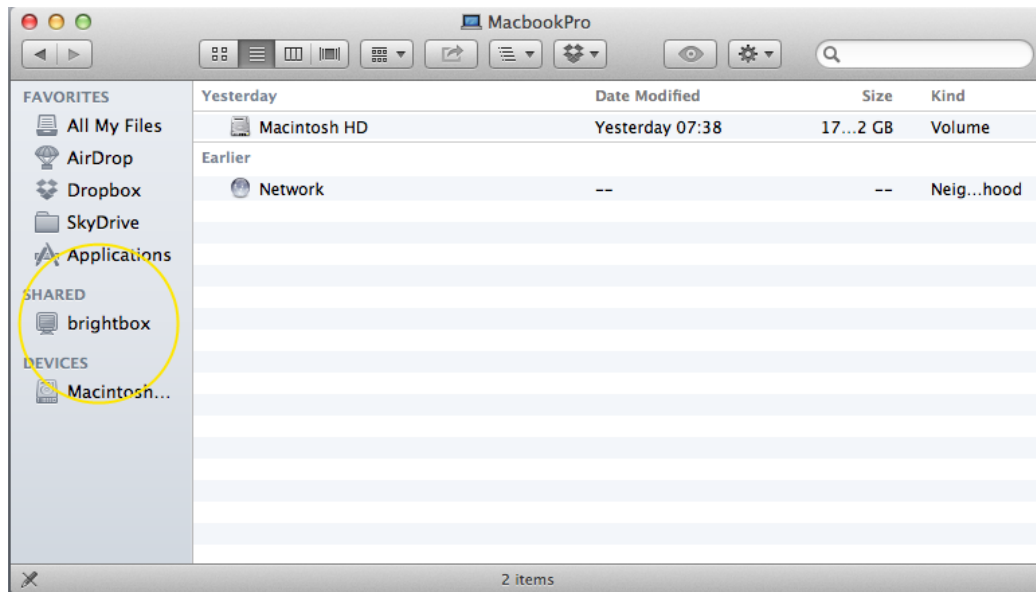 MacbookPro
FAVORITES
All My Files
AirDrop
Dropbox
SkyDrive
Applications
SHARED
brightbox
DEVICES
Macintosh...
Yesterday Date Modified Size Kind
Macintosh HD Yesterday 07:38 17...2 GB Volume
Earlier
Network -- -- Neig...hood
2 items